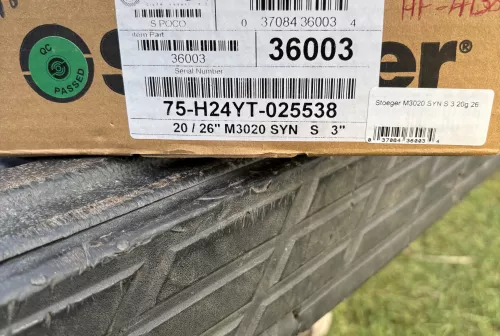 S POCO
0 37084 36003 4
Item Part
36003
36003
Serial Number
75-H24YT-025538
20 / 26" M3020 SYN S 3"
QC
PASSED
Stoeger M3020 SYN S 3 20g 26
0 37084 36003 4